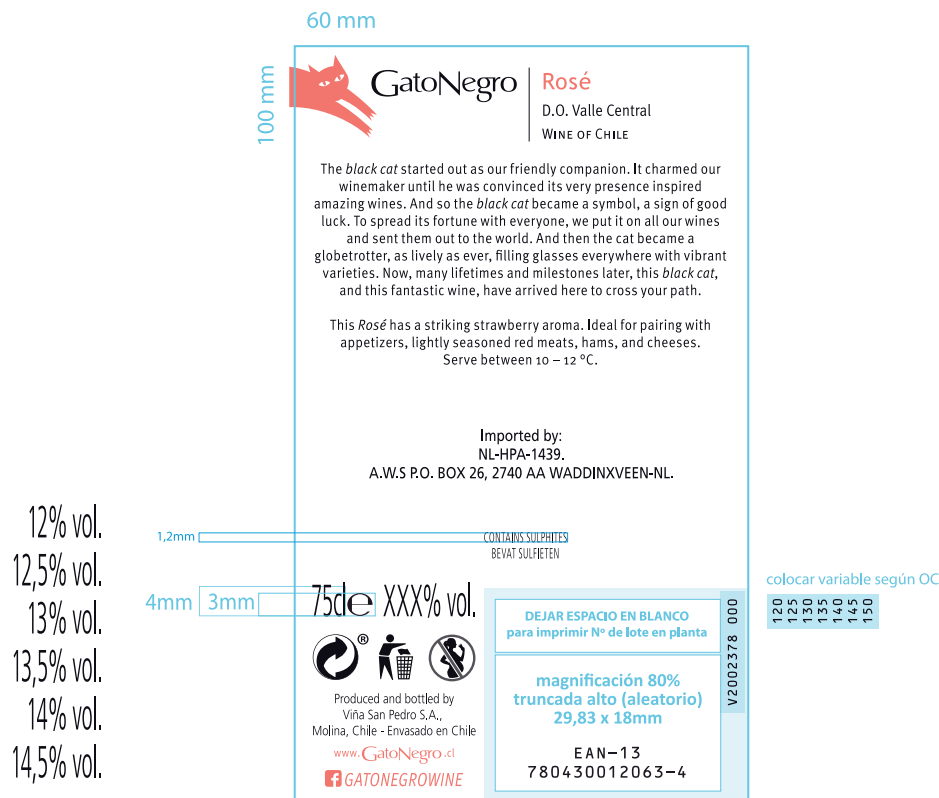 60 mm
100 mm
GatoNegro
Rosé
D.O. Valle Central
WINE OF CHILE
The black cat started out as our friendly companion. It charmed our
winemaker until he was convinced its very presence inspired
amazing wines. And so the black cat became a symbol, a sign of good
luck. To spread its fortune with everyone, we put it on all our wines
and sent them out to the world. And then the cat became a
globetrotter, as lively as ever, filling glasses everywhere with vibrant
varieties. Now, many lifetimes and milestones later, this black cat,
and this fantastic wine, have arrived here to cross your path.
This Rosé has a striking strawberry aroma. Ideal for pairing with
appetizers, lightly seasoned red meats, hams, and cheeses.
Serve between 10 – 12 °C.
Imported by:
NL-HPA-1439.
A.W.S P.O. BOX 26, 2740 AA WADDINXVEEN-NL.
12% vol.
12,5% vol.
13% vol.
13,5% vol.
14% vol.
14,5% vol.
1,2mm
CONTAINS SULPHITES
BEVAT SULFIETEN
4mm
3mm
75cl e XXX% vol.
®
Produced and bottled by
Viña San Pedro S.A.,
Molina, Chile - Envasado en Chile
www.GatoNegro.cl
GATONEGROWINE
DEJAR ESPACIO EN BLANCO
para imprimir Nº de lote en planta
magnificación 80%
truncada alto (aleatorio)
29,83 x 18mm
EAN-13
780430012063-4
V2002378 000
colocar variable según OC
120
125
130
135
140
145
150